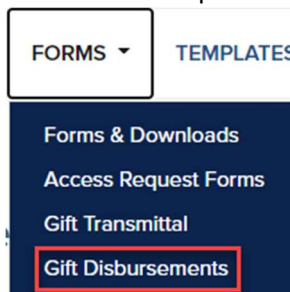 FORMS TEMPLATES
Forms & Downloads
Access Request Forms
Gift Transmittal
Gift Disbursements